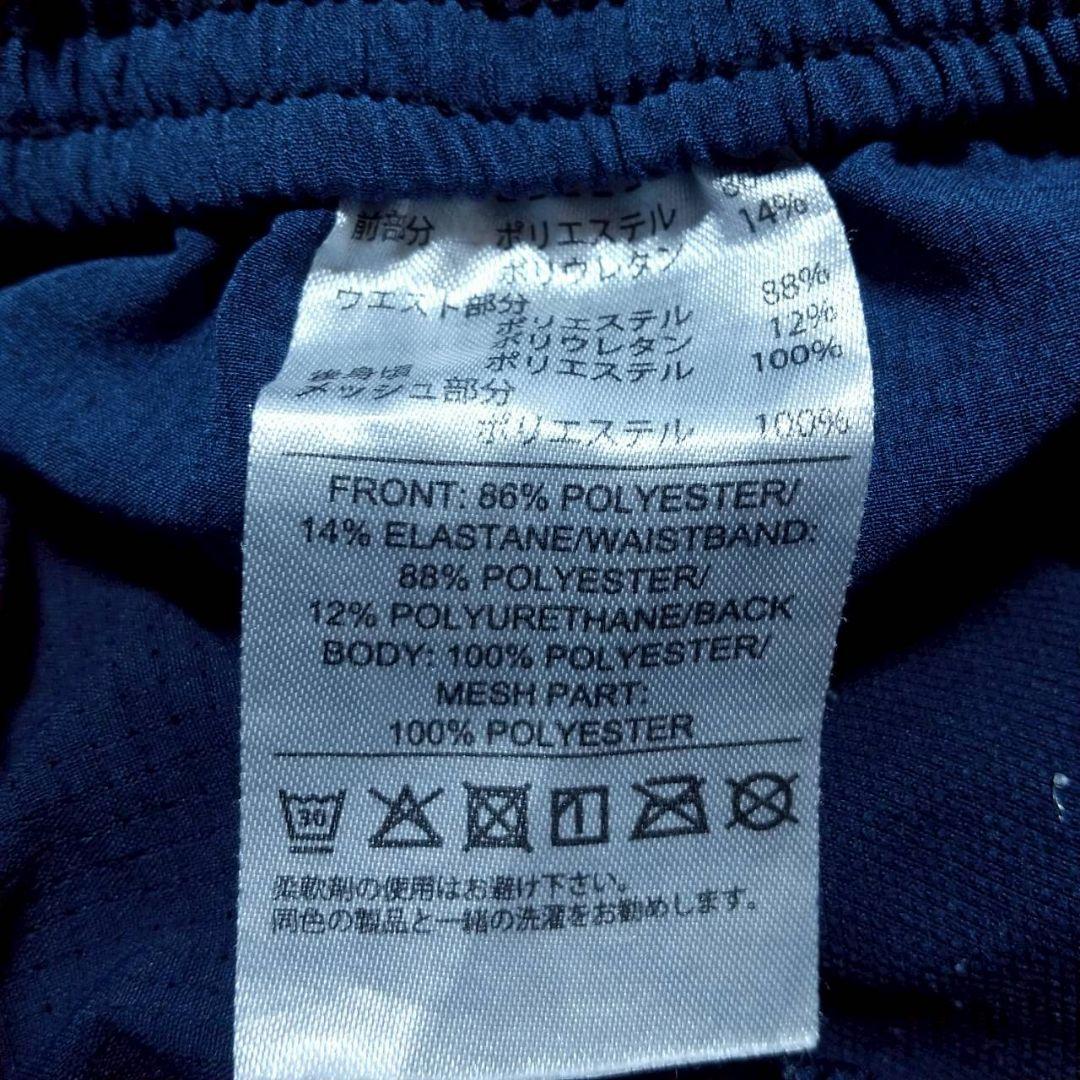 前部分 ポリエステル
ポリウレタン 14%
ウエスト部分
ポリエステル 88%
ポリウレタン 12%
後身頃 ポリエステル 100%
メッシュ部分
ポリエステル 100%
FRONT: 86% POLYESTER/
14% ELASTANE/WAISTBAND:
88% POLYESTER/
12% POLYURETHANE/BACK
BODY: 100% POLYESTER/
MESH PART:
100% POLYESTER
30
柔軟剤の使用はお避け下さい。
同色の製品と一緒の洗濯をお勧めします。